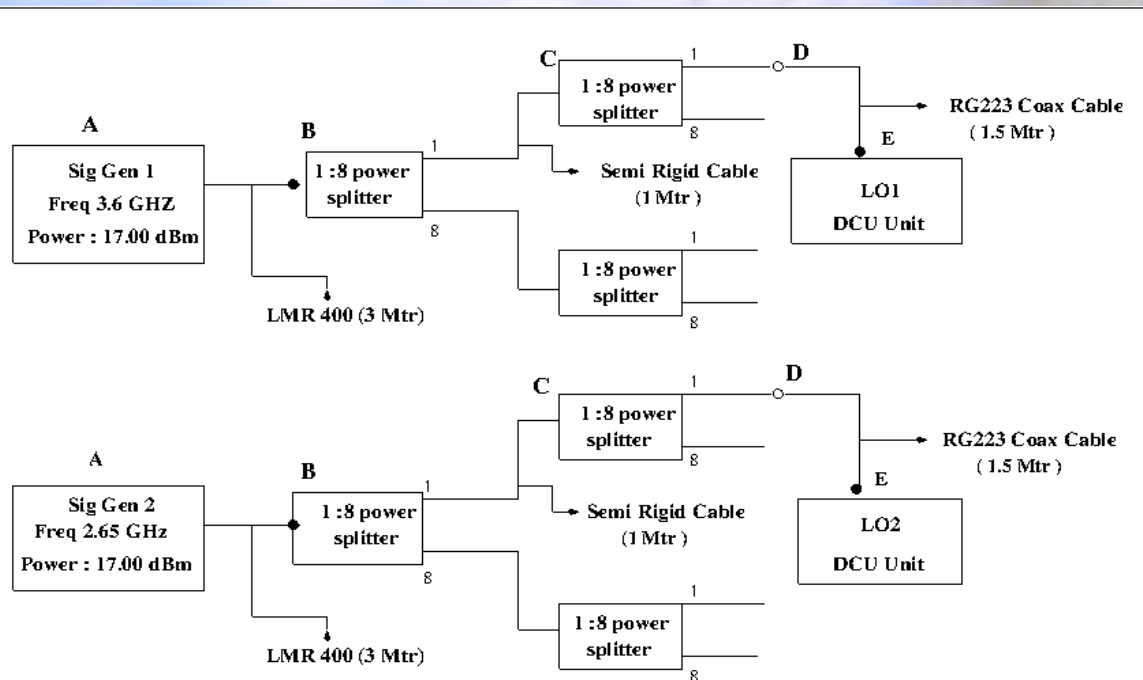 A
Sig Gen 1
Freq 3.6 GHZ
Power : 17.00 dBm
LMR 400 (3 Mtr)
B
1 :8 power
splitter
1
8
C
1 :8 power
splitter
1
8
Semi Rigid Cable
(1 Mtr )
1 :8 power
splitter
1
8
D
RG223 Coax Cable
( 1.5 Mtr )
E
LO1
DCU Unit
A
Sig Gen 2
Freq 2.65 GHz
Power : 17.00 dBm
LMR 400 (3 Mtr)
B
1 :8 power
splitter
1
8
C
1 :8 power
splitter
1
8
Semi Rigid Cable
(1 Mtr )
1 :8 power
splitter
1
8
D
RG223 Coax Cable
( 1.5 Mtr )
E
LO2
DCU Unit